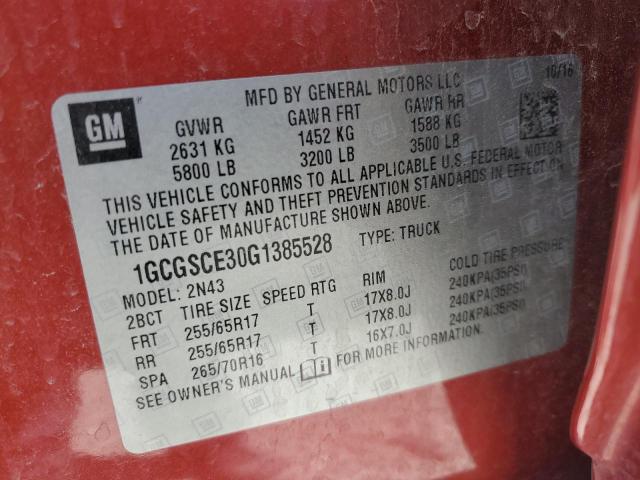 MFD BY GENERAL MOTORS LLC 10/16
GM
GVWR GAWR FRT GAWR RR
2631 KG 1452 KG 1588 KG
5800 LB 3200 LB 3500 LB
THIS VEHICLE CONFORMS TO ALL APPLICABLE U.S. FEDERAL MOTOR
VEHICLE SAFETY AND THEFT PREVENTION STANDARDS IN EFFECT ON
THE DATE OF MANUFACTURE SHOWN ABOVE.
1GCGSCE30G1385528 TYPE: TRUCK
MODEL: 2N43
2BCT TIRE SIZE SPEED RTG RIM COLD TIRE PRESSURE
FRT 255/65R17 T 17X8.0J 240KPA(35PSI)
RR 255/65R17 T 17X8.0J 240KPA(35PSI)
SPA 265/70R16 T 16X7.0J 240KPA(35PSI)
SEE OWNER'S MANUAL FOR MORE INFORMATION.